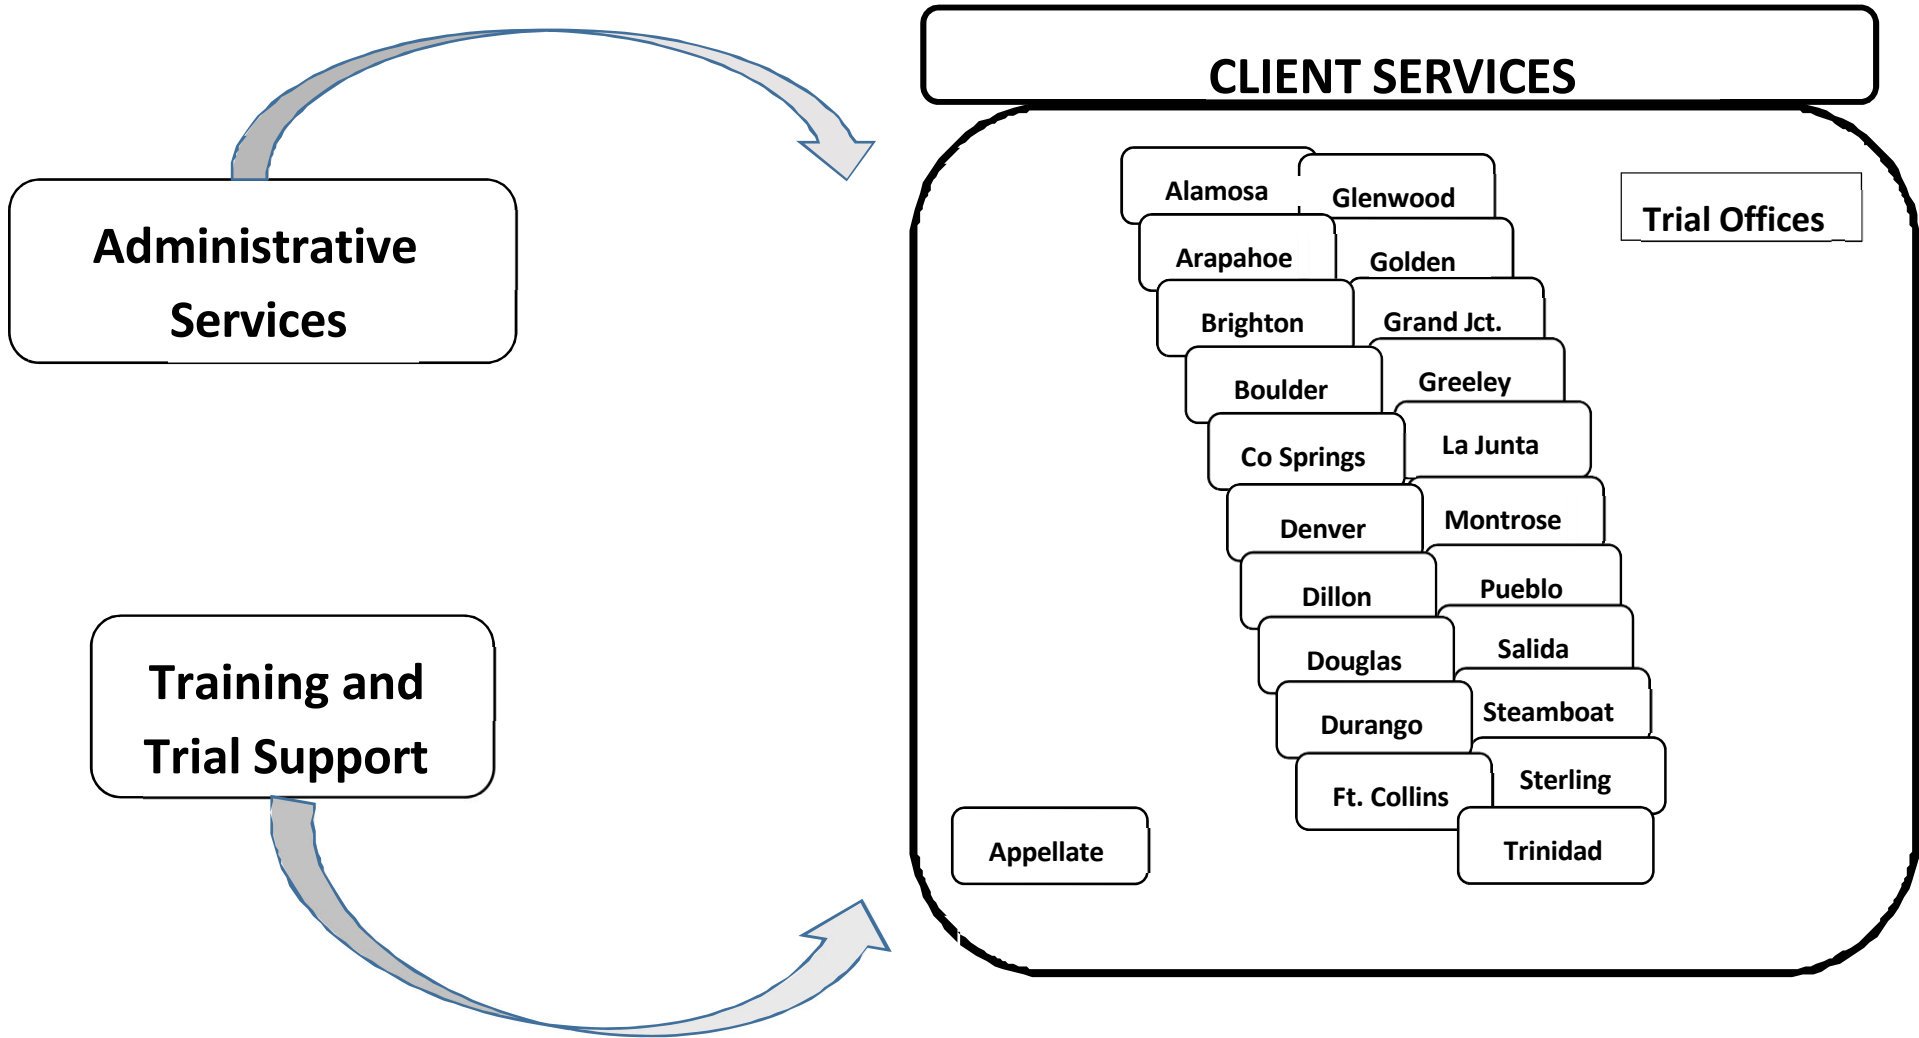 CLIENT SERVICES
Administrative
Services
Training and
Trial Support
Trial Offices
Alamosa
Arapahoe
Brighton
Boulder
Co Springs
Denver
Dillon
Douglas
Durango
Ft. Collins
Glenwood
Golden
Grand Jct.
Greeley
La Junta
Montrose
Pueblo
Salida
Steamboat
Sterling
Trinidad
Appellate